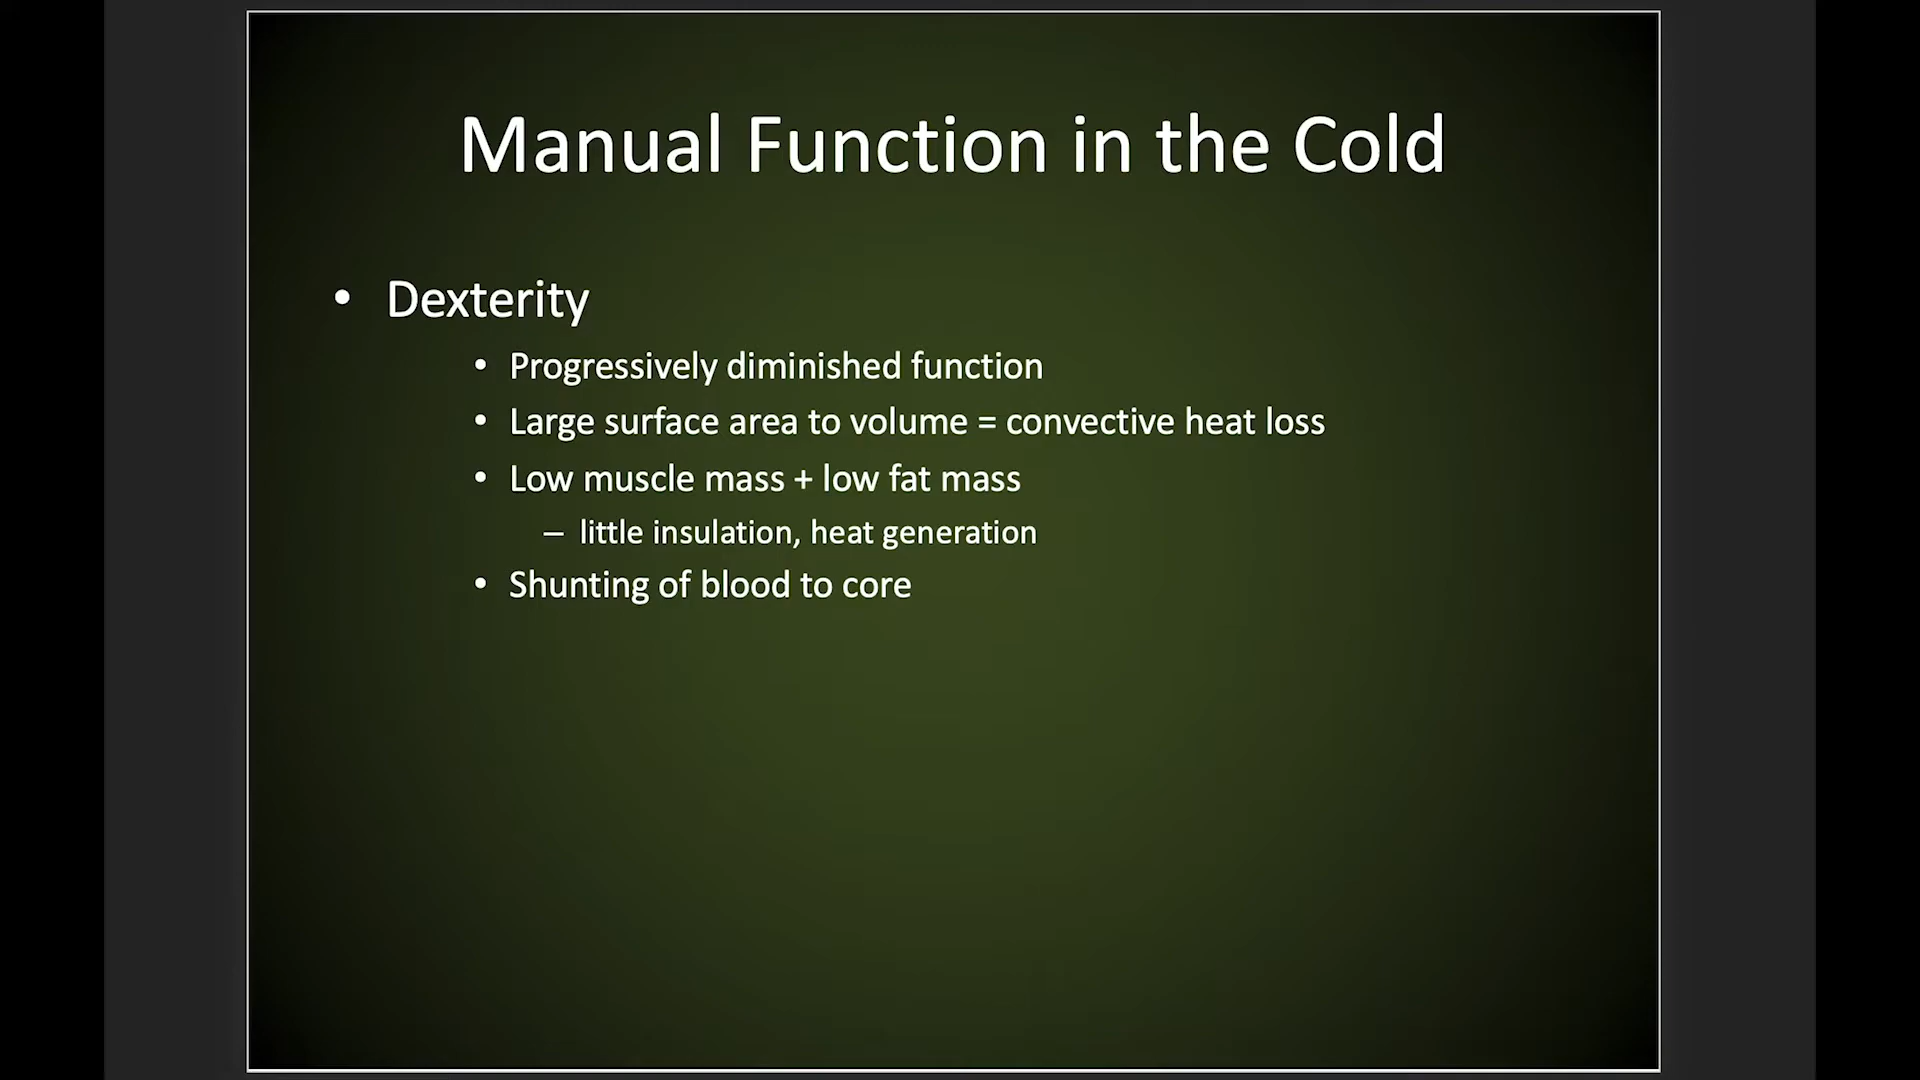 Manual Function in the Cold
• Dexterity
• Progressively diminished function
• Large surface area to volume = convective heat loss
• Low muscle mass + low fat mass
– little insulation, heat generation
• Shunting of blood to core